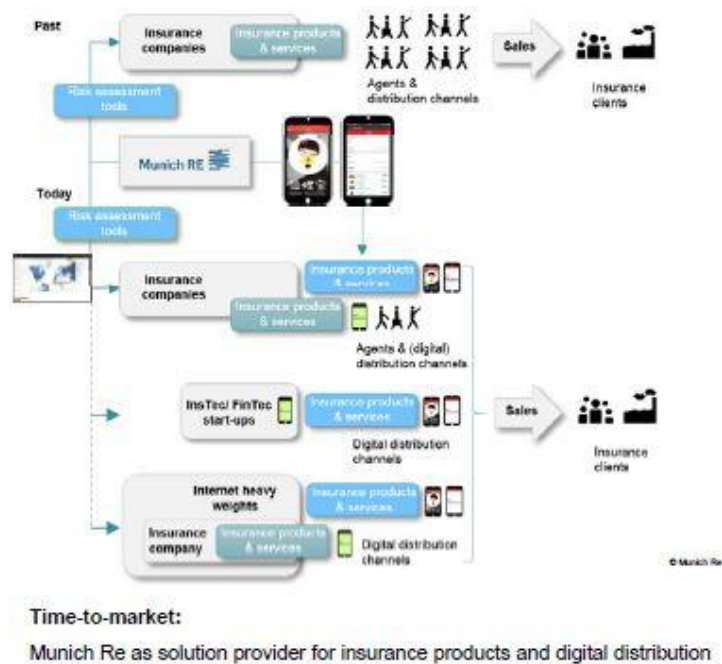 Past
Insurance
companies
Insurance products
& services
Agents &
distribution channels
Sales
Insurance
clients
Risk assessment
tools
Munich RE
Today
Risk assessment
tools
Insurance
companies
Insurance products
& services
Insurance products
& services
Agents & (digital)
distribution channels
InsTec/ FinTec
start-ups
Insurance products
& services
Digital distribution
channels
Sales
Insurance
clients
Internet heavy
weights
Insurance products
& services
Insurance
company
Insurance products
& services
Digital distribution
channels
© Munich Re
Time-to-market:
Munich Re as solution provider for insurance products and digital distribution